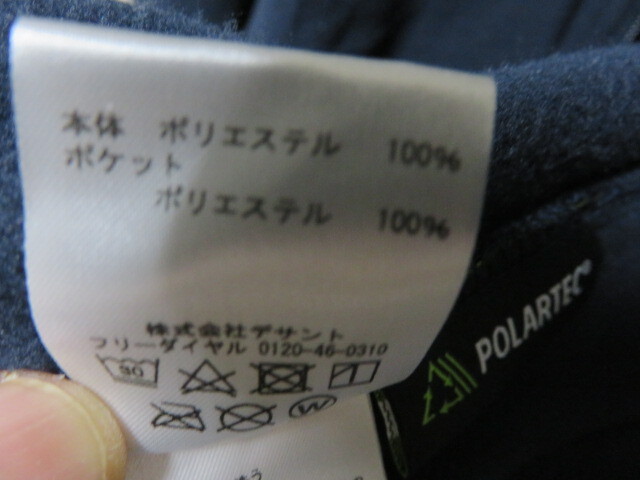 本体 ポリエステル 100%
ポケット
ポリエステル 100%
株式会社デサント
フリーダイヤル 0120-46-0310
30
W
POLARTEC®